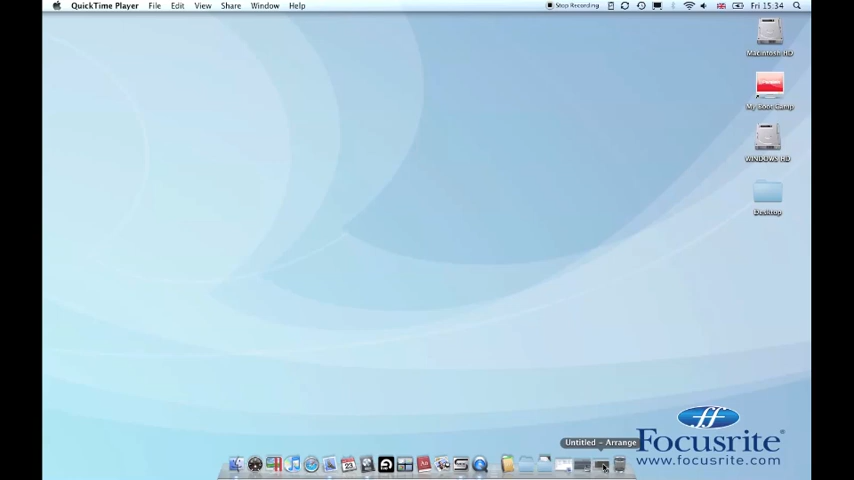 QuickTime Player File Edit View Share Window Help Stop Recording Fri 15:34
Macintosh HD
My Boot Camp
WINDOWS HD
Desktop
Untitled - Arrange
Focusrite
www.focusrite.com